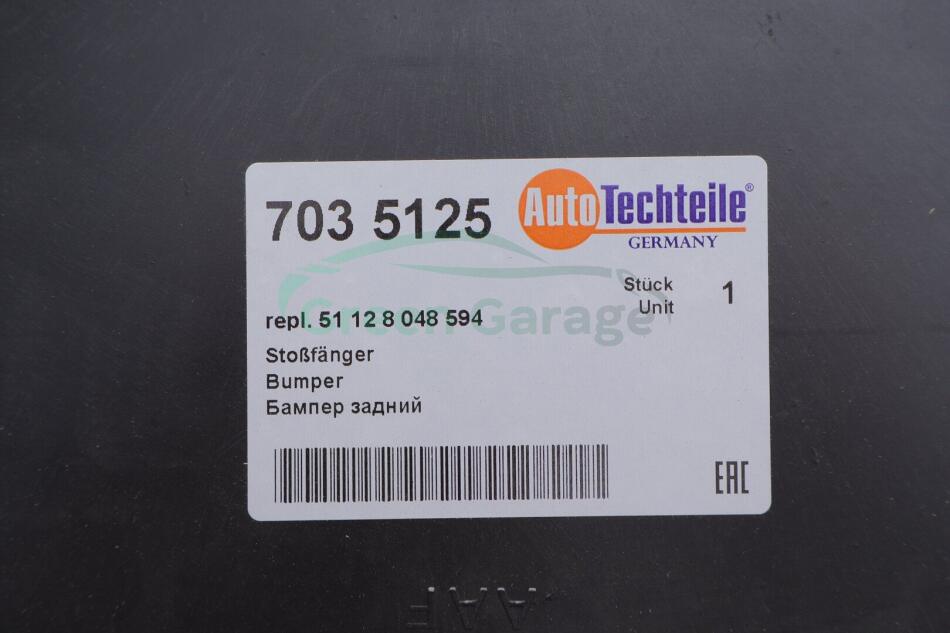 703 5125
AutoTechteile®
GERMANY
Stück 1
Unit
Green Garage
repl. 51 12 8 048 594
Stoßfänger
Bumper
Бампер задний
EAC